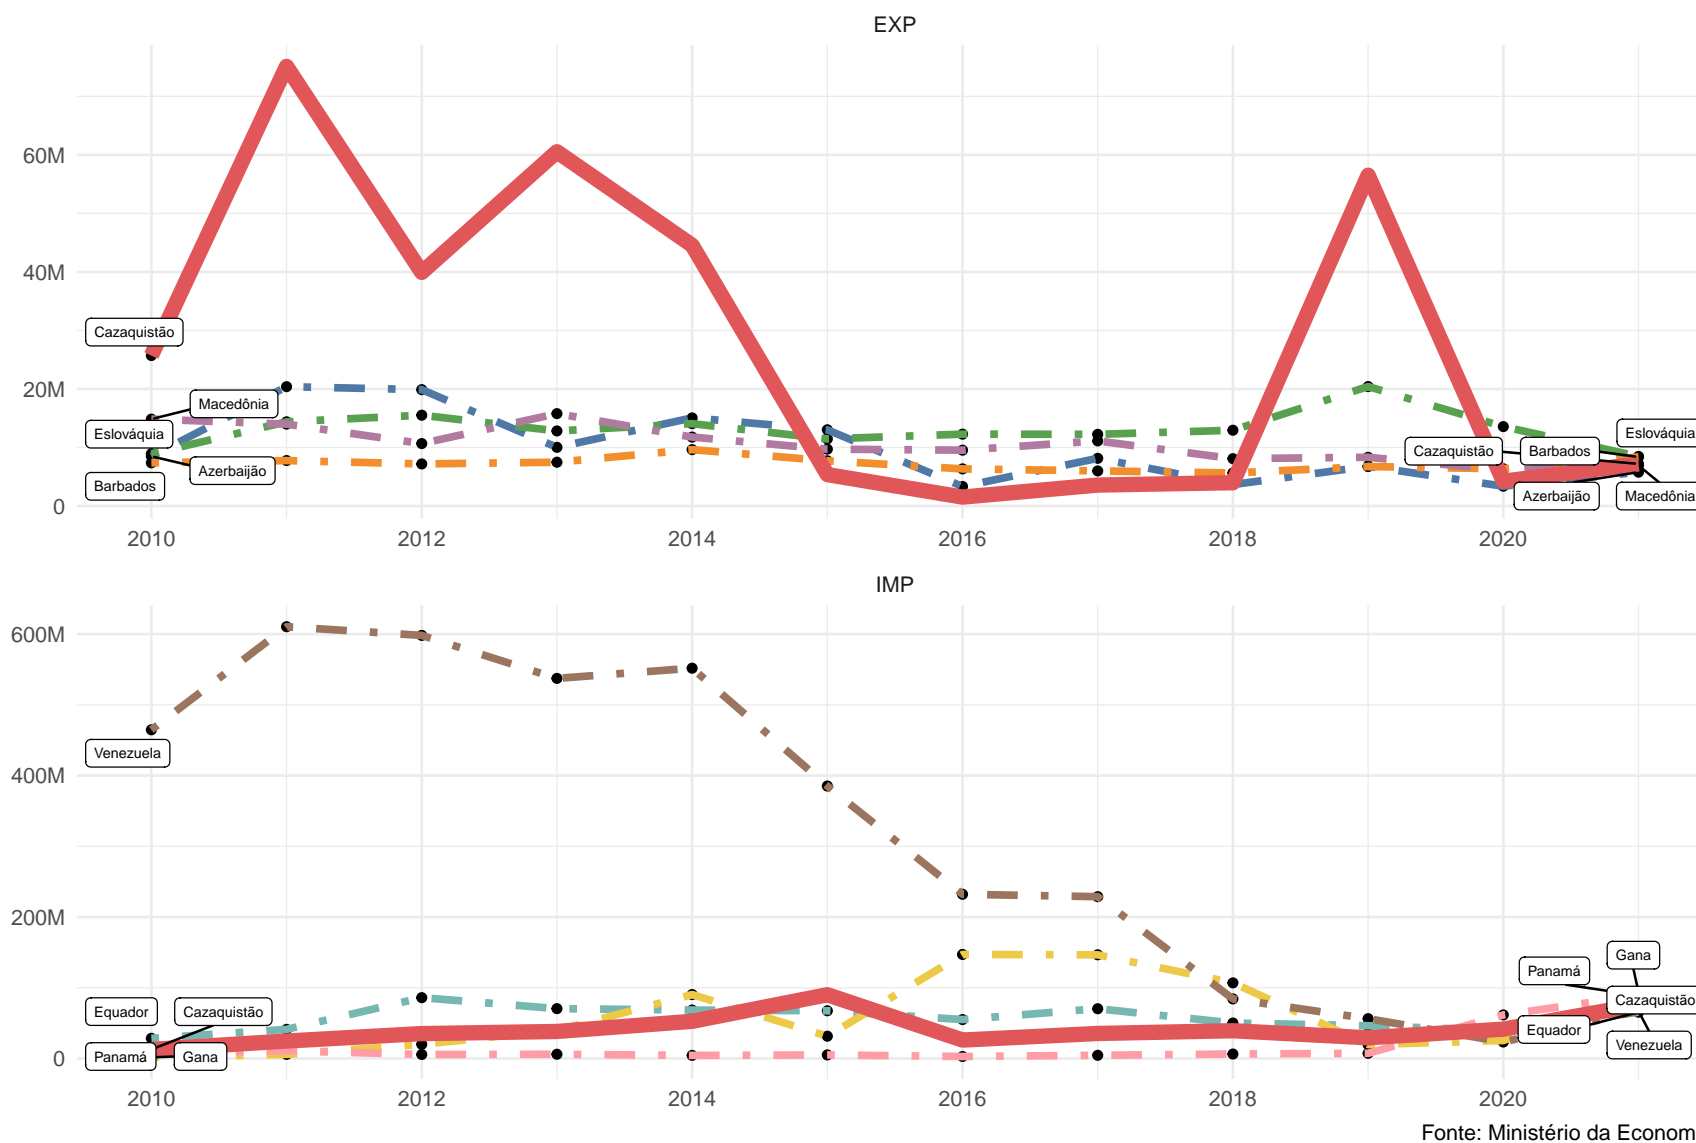 EXP
60M
40M
20M
0
Cazaquistão
Macedônia
Eslováquia
Azerbaijão
Barbados
Eslováquia
Cazaquistão
Barbados
Azerbaijão
Macedônia
2010 2012 2014 2016 2018 2020
IMP
600M
400M
200M
0
Venezuela
Equador
Cazaquistão
Panamá
Gana
Gana
Panamá
Cazaquistão
Equador
Venezuela
2010 2012 2014 2016 2018 2020
Fonte: Ministério da Econom